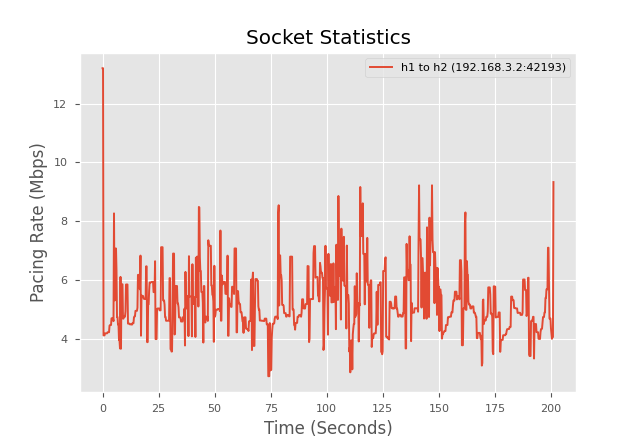 Socket Statistics
h1 to h2 (192.168.3.2:42193)
Pacing Rate (Mbps)
12
10
8
6
4
0 25 50 75 100 125 150 175 200
Time (Seconds)